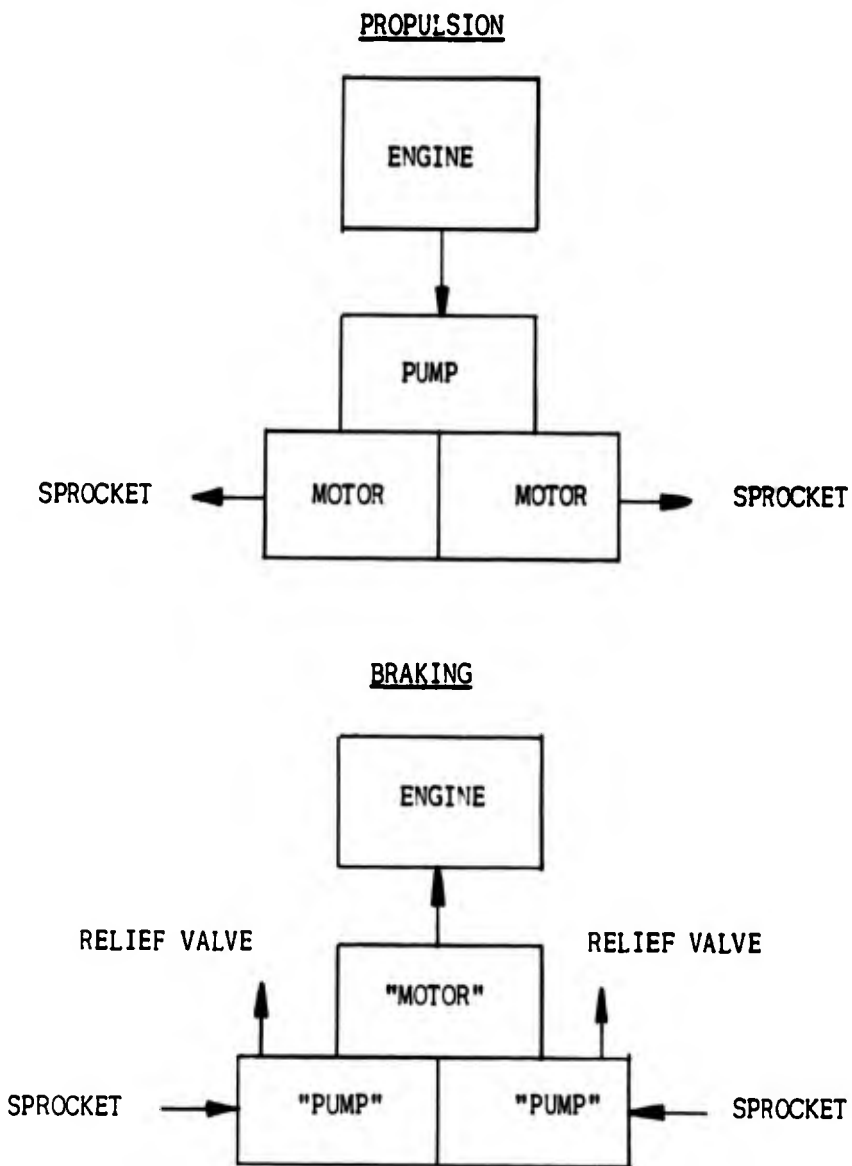 PROPULSION
ENGINE
PUMP
SPROCKET
MOTOR
MOTOR
SPROCKET
BRAKING
ENGINE
RELIEF VALVE
RELIEF VALVE
"MOTOR"
SPROCKET
"PUMP"
"PUMP"
SPROCKET